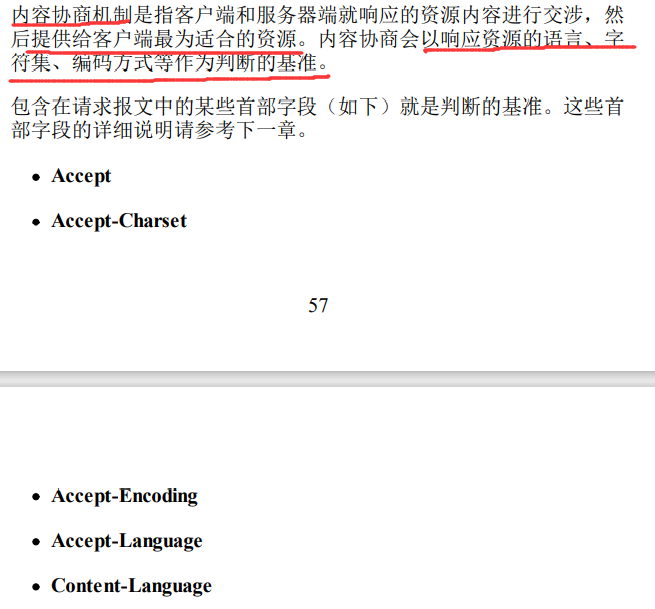 内容协商机制是指客户端和服务器端就响应的资源内容进行交涉，然
后提供给客户端最为适合的资源。内容协商会以响应资源的语言、字
符集、编码方式等作为判断的基准。
包含在请求报文中的某些首部字段（如下）就是判断的基准。这些首
部字段的详细说明请参考下一章。
• Accept
• Accept-Charset
57
• Accept-Encoding
• Accept-Language
• Content-Language